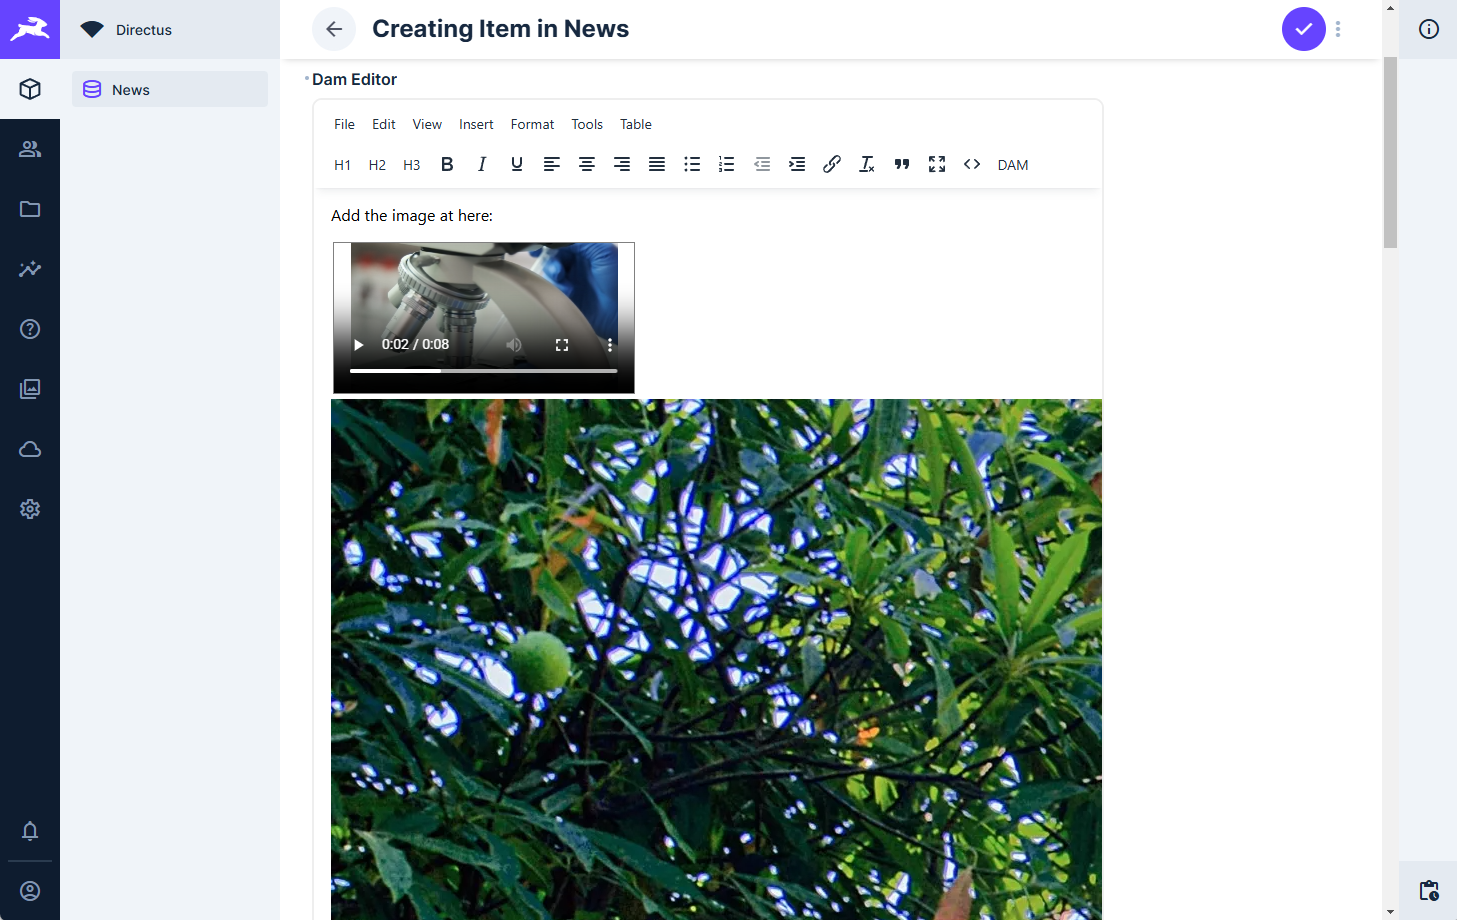 Directus
News
Creating Item in News
Dam Editor
File Edit View Insert Format Tools Table
H1 H2 H3 B I U DAM
Add the image at here:
0:02 / 0:08